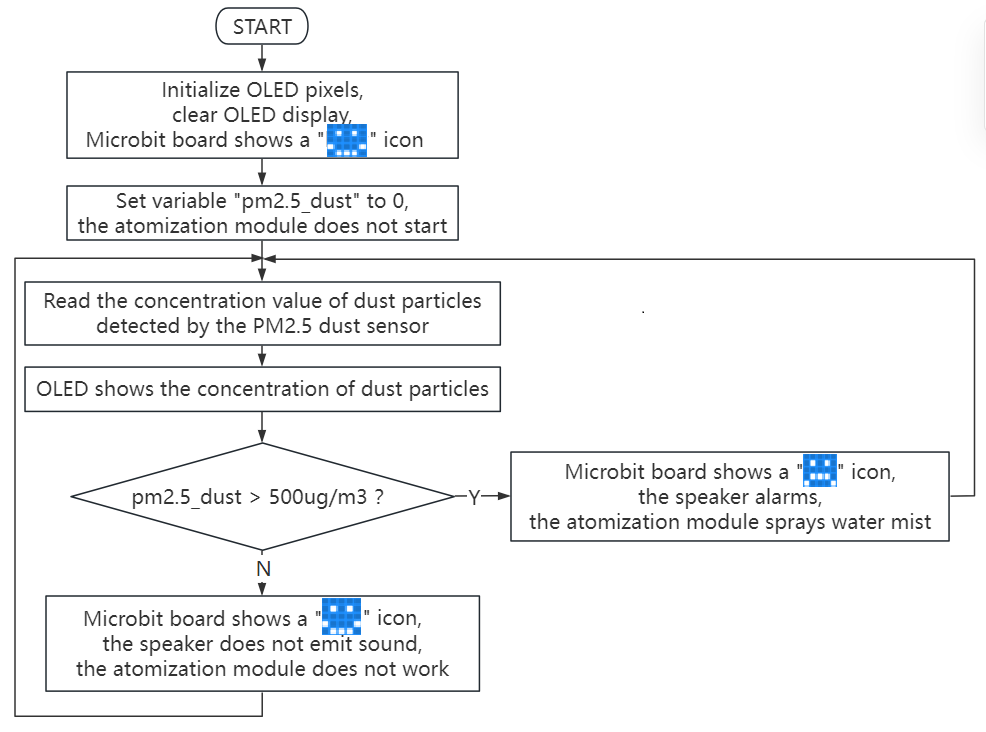 START
Initialize OLED pixels,
clear OLED display,
Microbit board shows a " " icon
Set variable "pm2.5_dust" to 0,
the atomization module does not start
Read the concentration value of dust particles
detected by the PM2.5 dust sensor
OLED shows the concentration of dust particles
pm2.5_dust > 500ug/m3 ?
Y
Microbit board shows a " " icon,
the speaker alarms,
the atomization module sprays water mist
N
Microbit board shows a " " icon,
the speaker does not emit sound,
the atomization module does not work